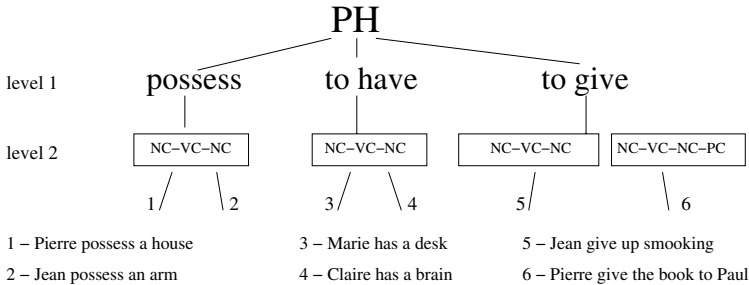 PH
level 1 possess to have to give
level 2 NC–VC–NC NC–VC–NC NC–VC–NC NC–VC–NC–PC
1 2 3 4 5 6
1 – Pierre possess a house 3 – Marie has a desk 5 – Jean give up smooking
2 – Jean possess an arm 4 – Claire has a brain 6 – Pierre give the book to Paul